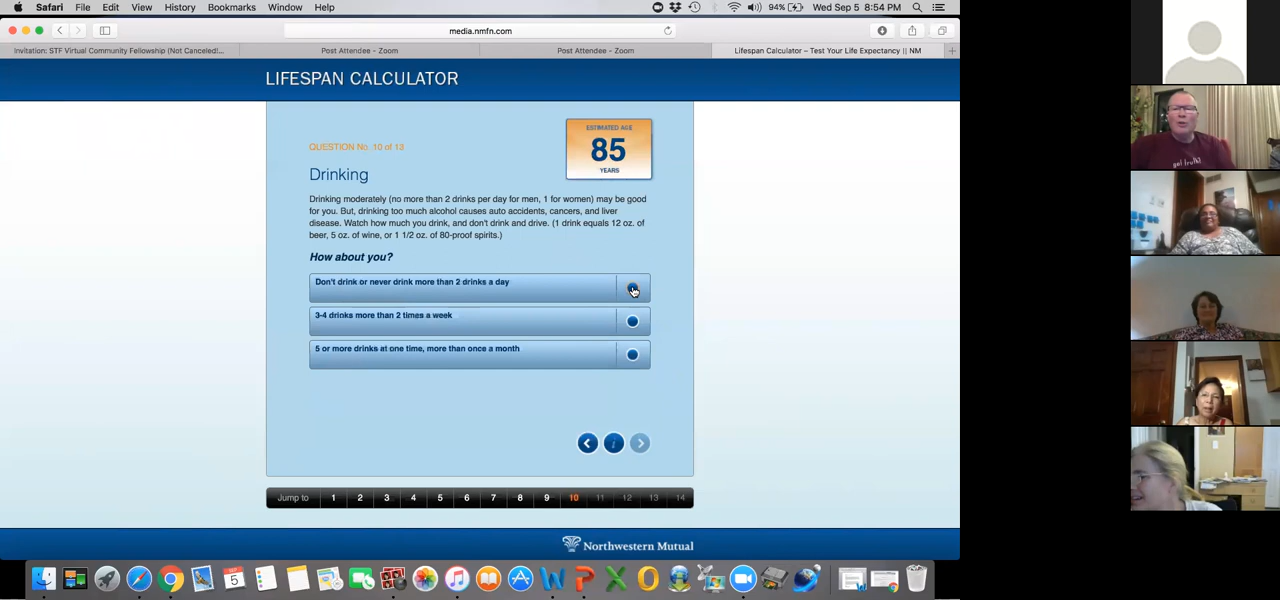 Safari File Edit View History Bookmarks Window Help 94% Wed Sep 5 8:54 PM
media.nmfn.com
Invitation: STF Virtual Community Fellowship (Not Canceled!...
Post Attendee - Zoom
Post Attendee - Zoom
Lifespan Calculator – Test Your Life Expectancy || NM
LIFESPAN CALCULATOR
ESTIMATED AGE
85
YEARS
QUESTION No. 10 of 13
Drinking
Drinking moderately (no more than 2 drinks per day for men, 1 for women) may be good
for you. But, drinking too much alcohol causes auto accidents, cancers, and liver
disease. Watch how much you drink, and don't drink and drive. (1 drink equals 12 oz. of
beer, 5 oz. of wine, or 1 1/2 oz. of 80-proof spirits.)
How about you?
Don't drink or never drink more than 2 drinks a day
3-4 drinks more than 2 times a week
5 or more drinks at one time, more than once a month
Jump to 1 2 3 4 5 6 7 8 9 10 11 12 13 14
Northwestern Mutual
got truth?
SEP
5